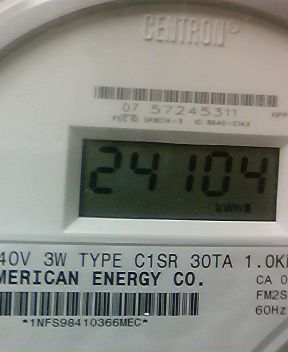 CENTRON®
07 57245311
HPP
24104
kWh
40V 3W TYPE C1SR 30TA 1.0K
MERICAN ENERGY CO.
CA 0
FM2S
60Hz
*1NFS98410366MEC*